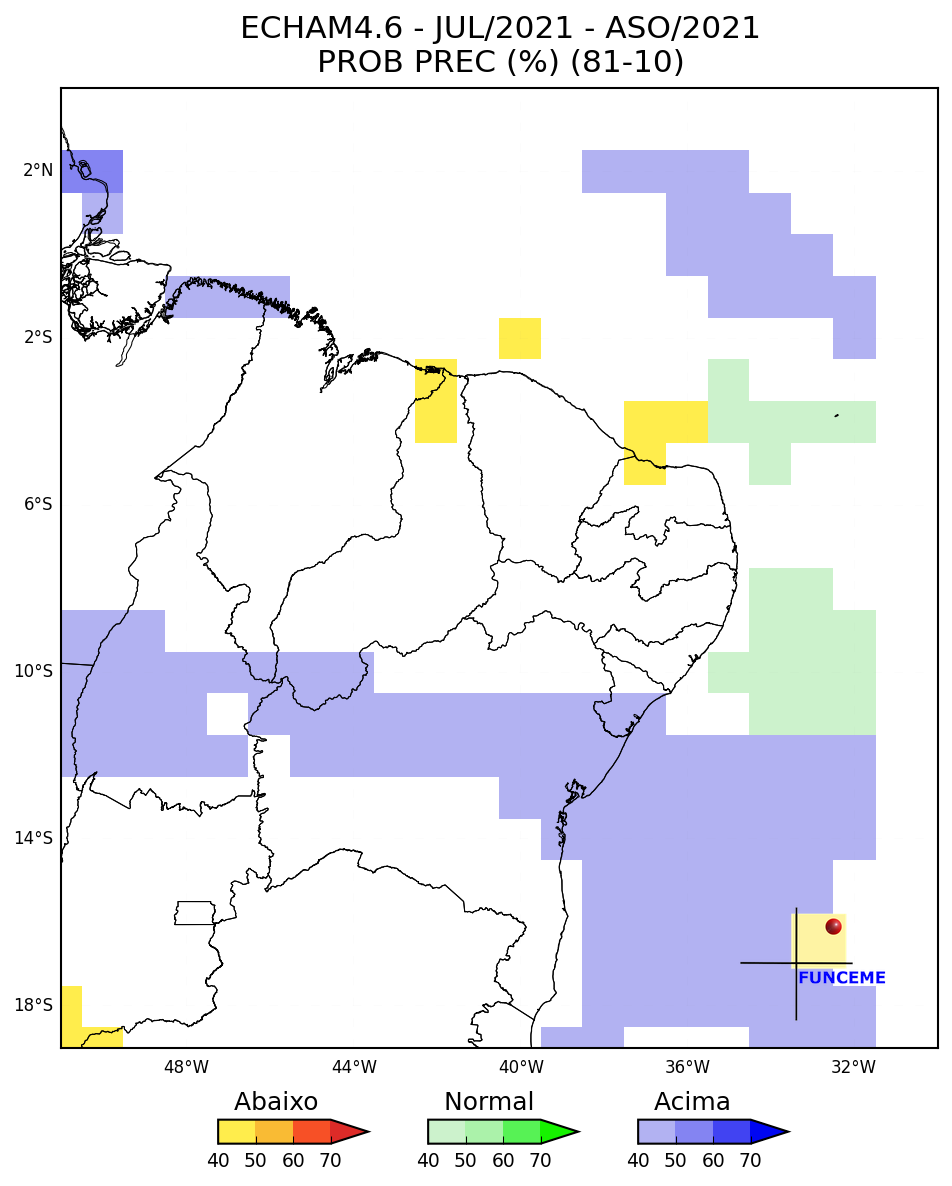 ECHAM4.6 - JUL/2021 - ASO/2021
PROB PREC (%) (81-10)
2°N
2°S
6°S
10°S
14°S
18°S
FUNCEME
48°W 44°W 40°W 36°W 32°W
Abaixo Normal Acima
40 50 60 70 40 50 60 70 40 50 60 70